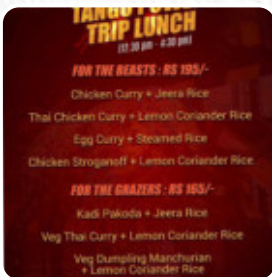 TRIP LUNCH
(12:30 pm - 4:30 pm)
FOR THE BEASTS : RS 195/-
Chicken Curry + Jeera Rice
Thai Chicken Curry + Lemon Coriander Rice
Egg Curry + Steamed Rice
Chicken Stroganoff + Lemon Coriander Rice
FOR THE GRAZERS : RS 165/-
Kadi Pakoda + Jeera Rice
Veg Thai Curry + Lemon Coriander Rice
Veg Dumpling Manchurian
+ Lemon Coriander Rice